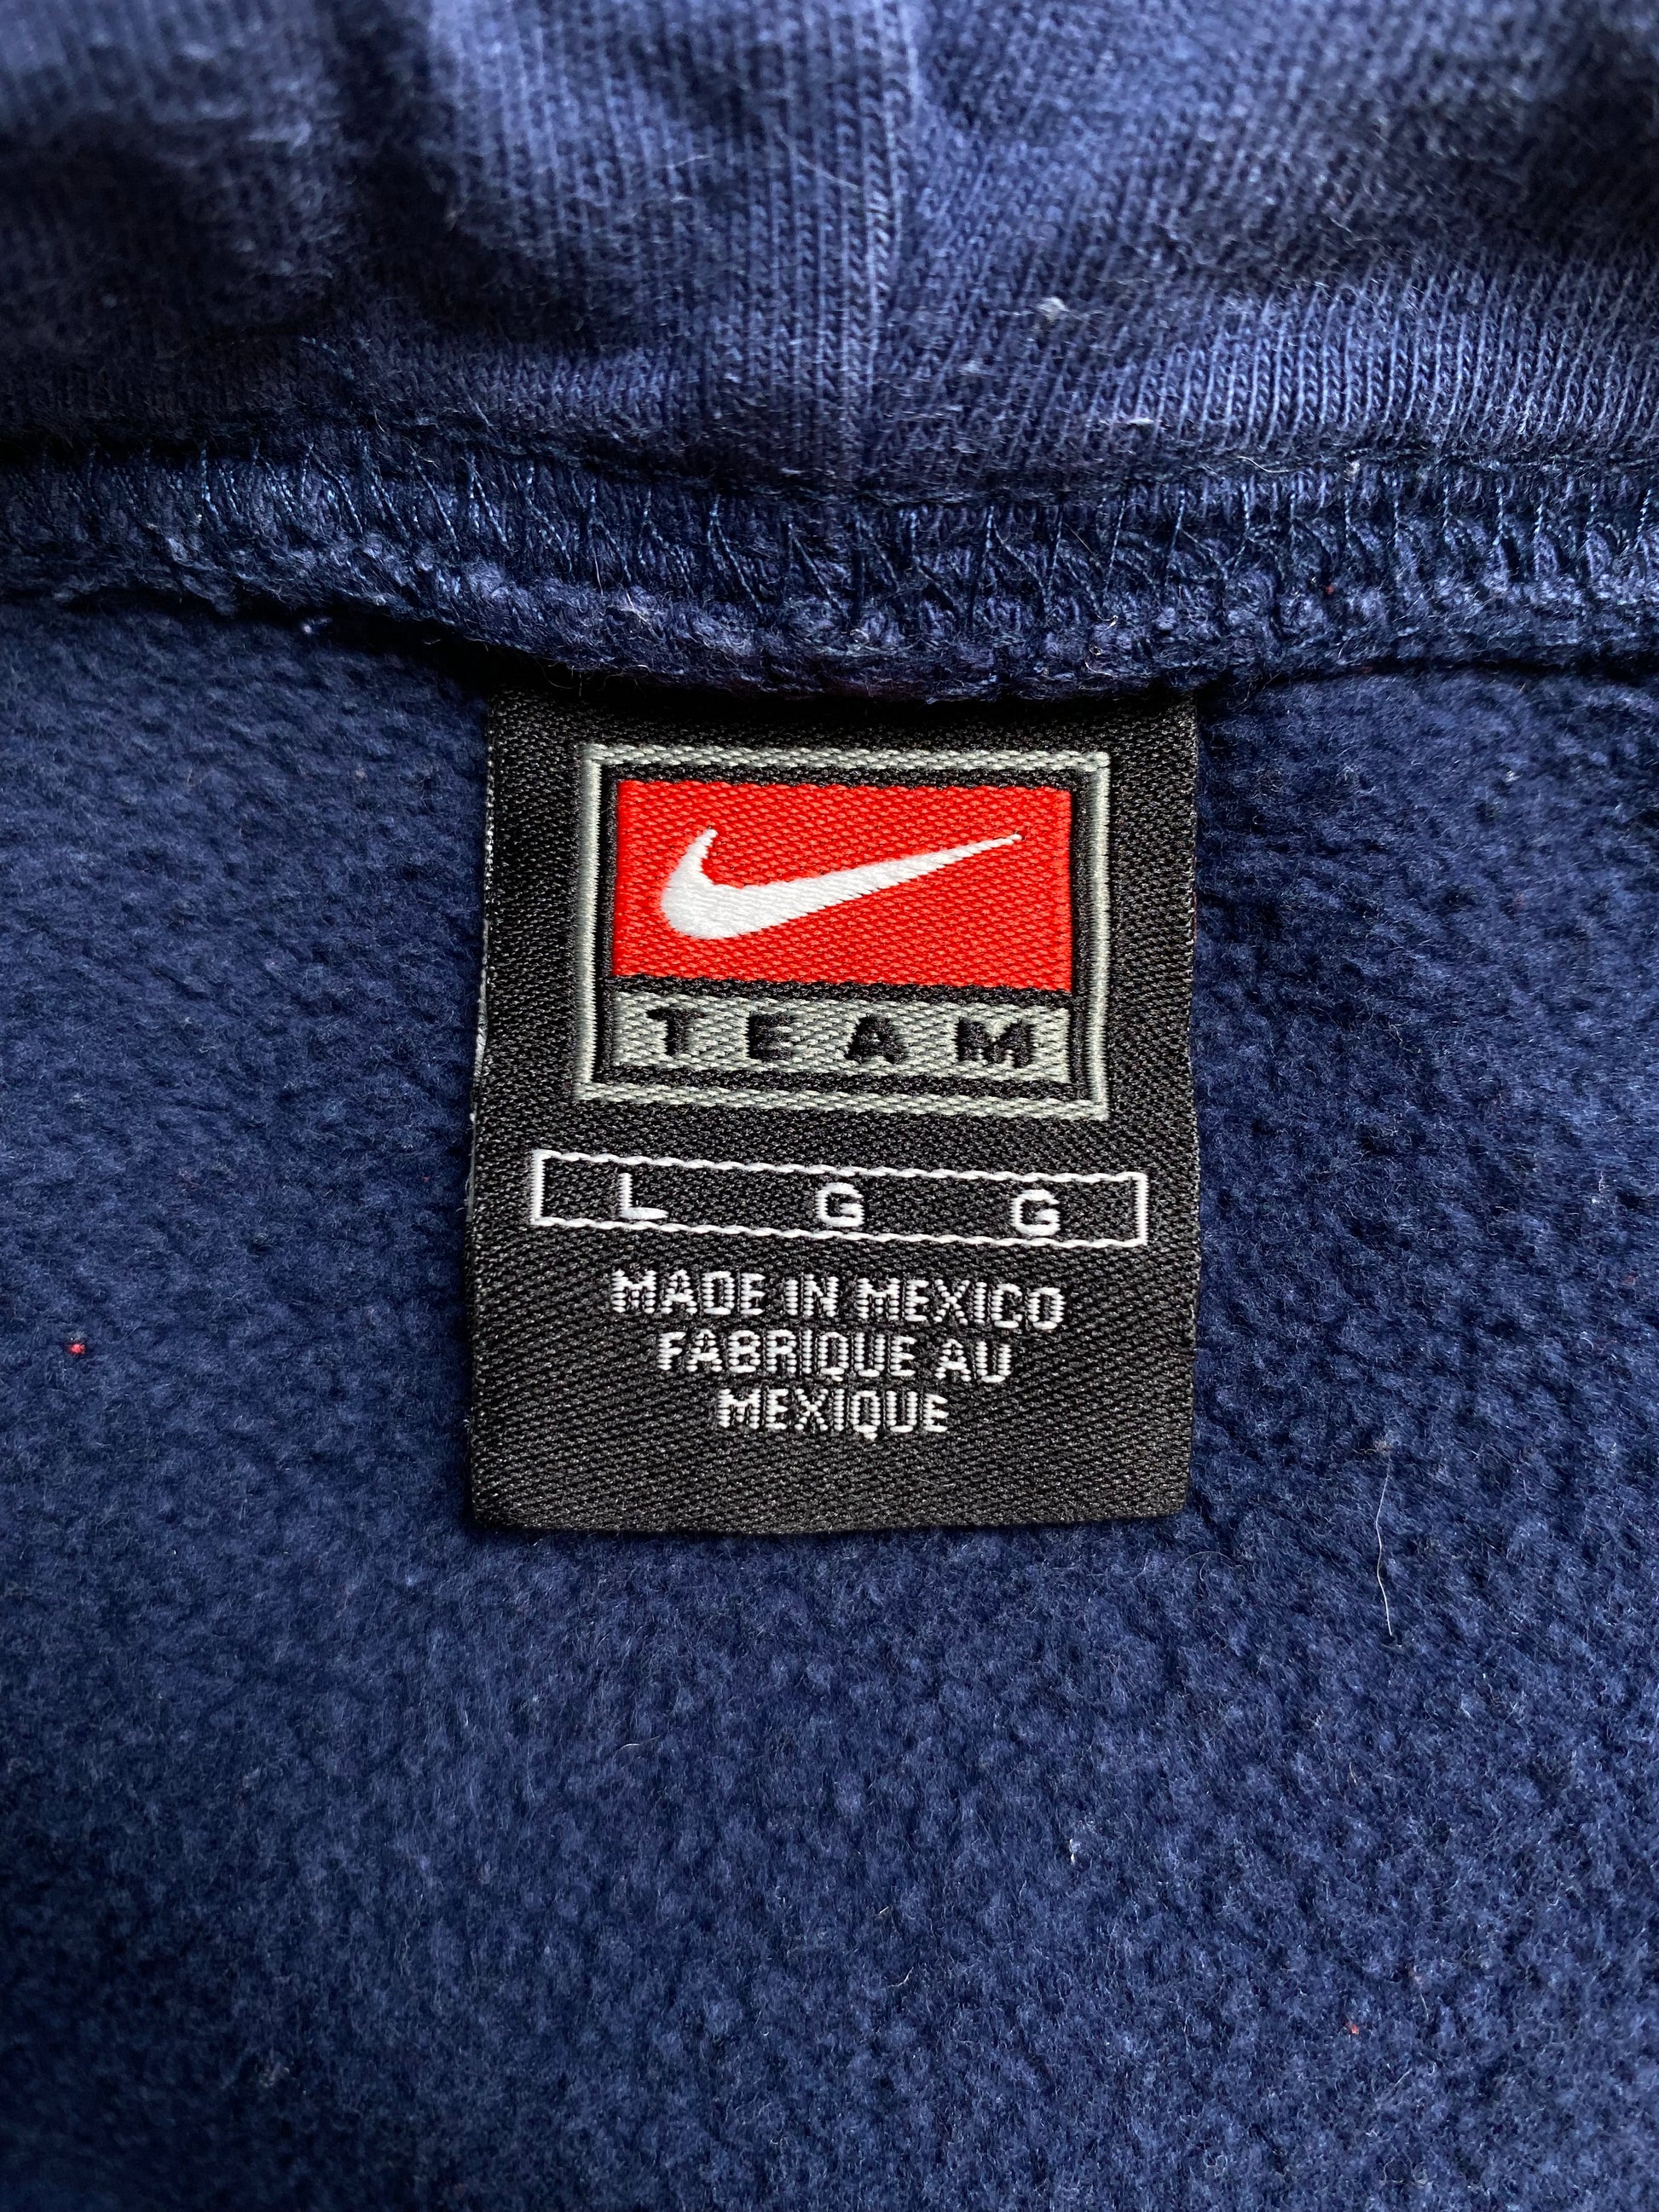 TEAM
L G G
MADE IN MEXICO
FABRIQUE AU
MEXIQUE